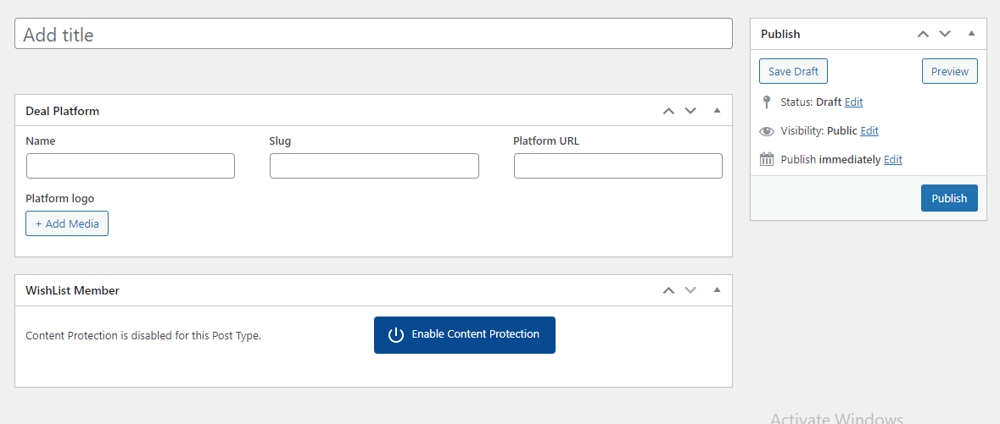 Add title
Deal Platform
Name Slug Platform URL
Platform logo
+ Add Media
WishList Member
Content Protection is disabled for this Post Type.
Enable Content Protection
Publish
Save Draft Preview
Status: Draft Edit
Visibility: Public Edit
Publish immediately Edit
Publish
Activate Windows